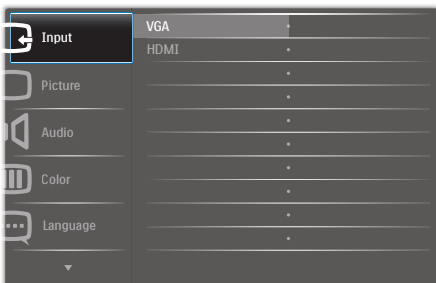 Input
Picture
Audio
Color
Language
VGA
HDMI